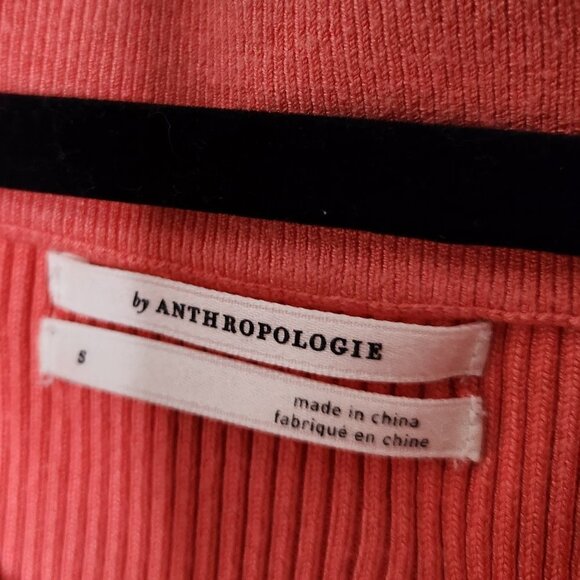 by ANTHROPOLOGIE
S
made in china
fabriqué en chine